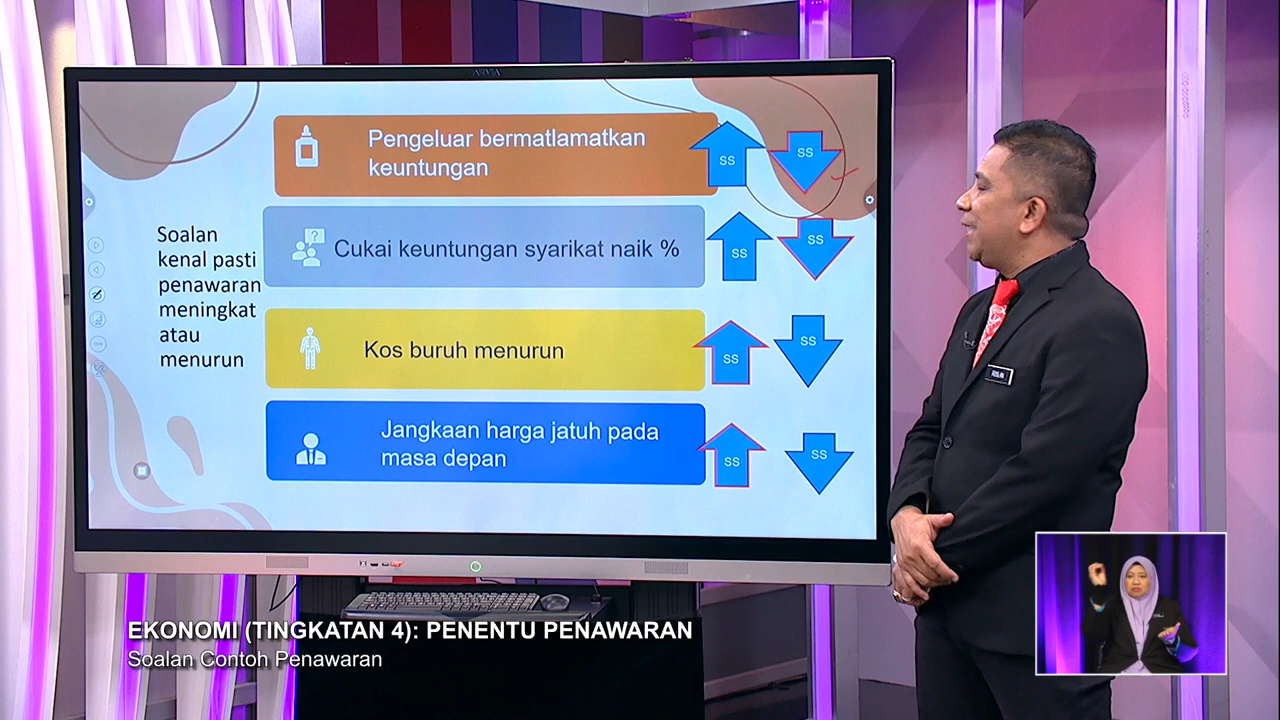 Pengeluar bermatlamatkan
keuntungan
SS
SS
Soalan
kenal pasti
penawaran
meningkat
atau
menurun
Cukai keuntungan syarikat naik %
SS
SS
Kos buruh menurun
SS
SS
Jangkaan harga jatuh pada
masa depan
SS
SS
EKONOMI (TINGKATAN 4): PENENTU PENAWARAN
Soalan Contoh Penawaran